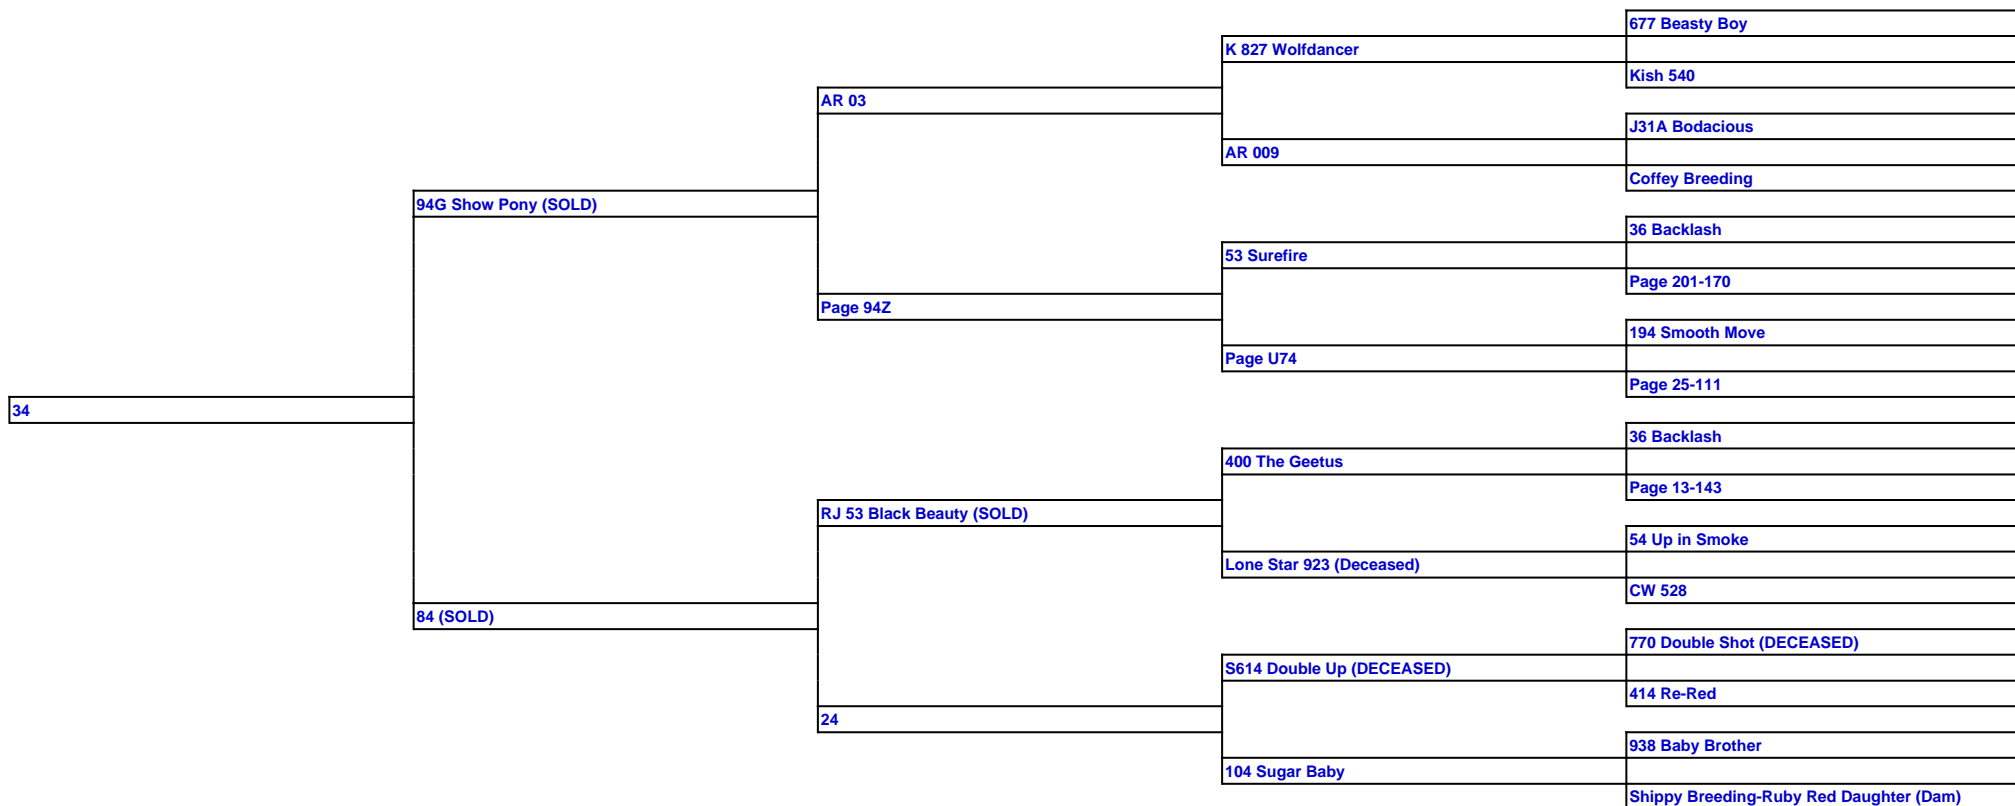 677 Beasty Boy
K 827 Wolfdancer
Kish 540
AR 03
J31A Bodacious
AR 009
Coffey Breeding
94G Show Pony (SOLD)
36 Backlash
53 Surefire
Page 201-170
Page 94Z
194 Smooth Move
Page U74
Page 25-111
34
36 Backlash
400 The Geetus
Page 13-143
RJ 53 Black Beauty (SOLD)
54 Up in Smoke
Lone Star 923 (Deceased)
CW 528
84 (SOLD)
770 Double Shot (DECEASED)
S614 Double Up (DECEASED)
414 Re-Red
24
938 Baby Brother
104 Sugar Baby
Shippy Breeding-Ruby Red Daughter (Dam)